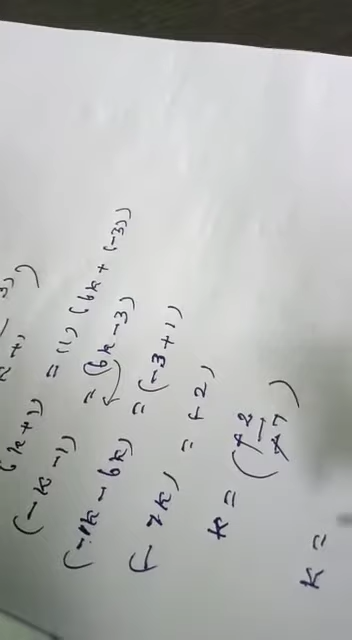 (k+1) = (1) (6k + (-3))
(-k-1) = (6k-3)
(-1k-6k) = (-3+1)
(-7k) = (-2)
k = (-2/-7)
k =